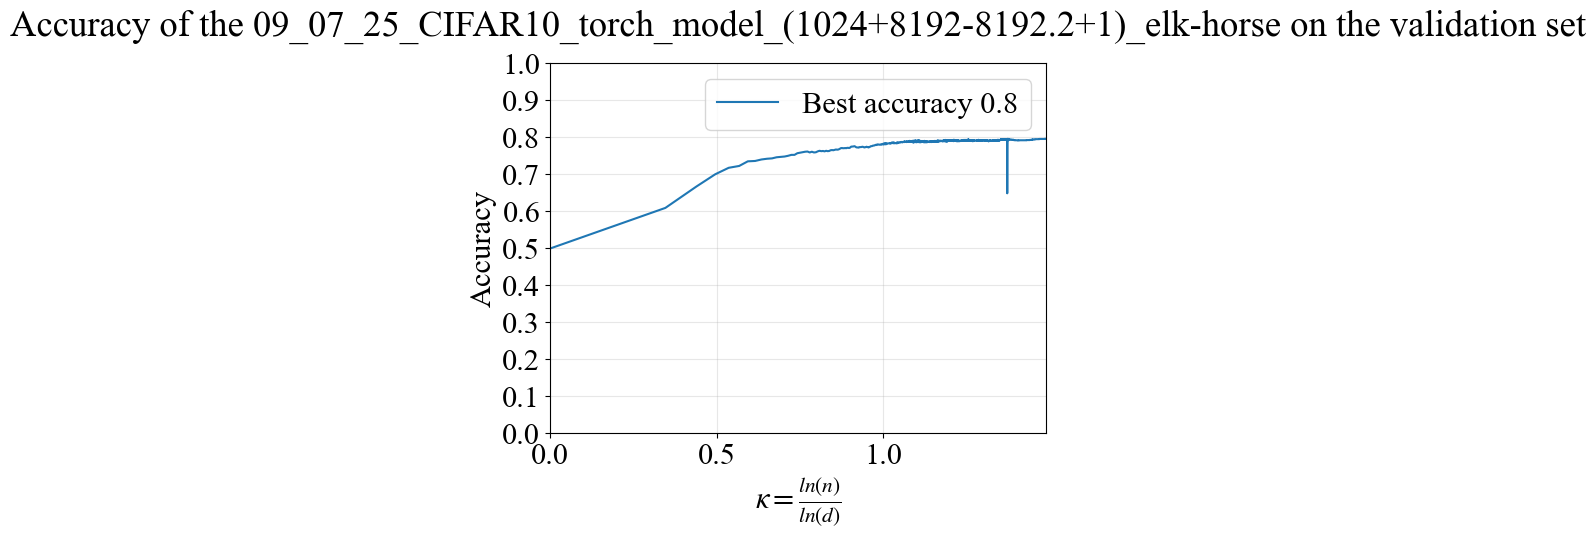 Accuracy of the 09_07_25_CIFAR10_torch_model_(1024+8192-8192.2+1)_elk-horse on the validation set
1.0
0.9
0.8
0.7
0.6
0.5
0.4
0.3
0.2
0.1
0.0
Accuracy
Best accuracy 0.8
0.0 0.5 1.0
κ = ln(n)/ln(d)